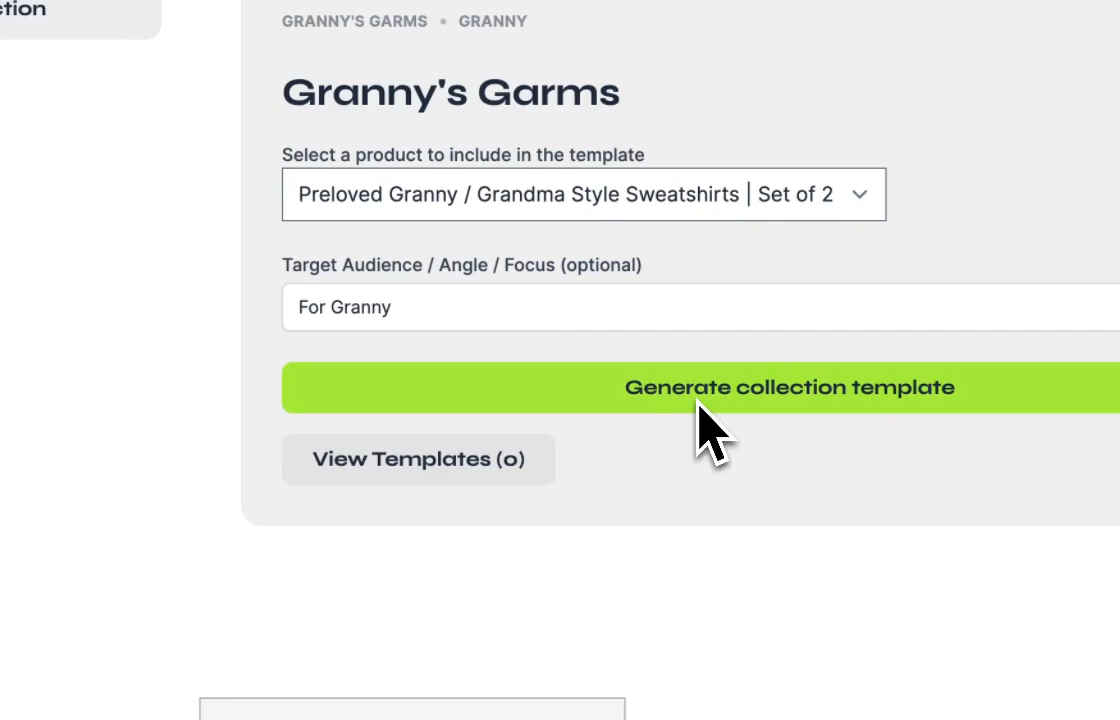 ction
GRANNY'S GARMS • GRANNY
Granny's Garms
Select a product to include in the template
Preloved Granny / Grandma Style Sweatshirts | Set of 2
Target Audience / Angle / Focus (optional)
For Granny
Generate collection template
View Templates (0)